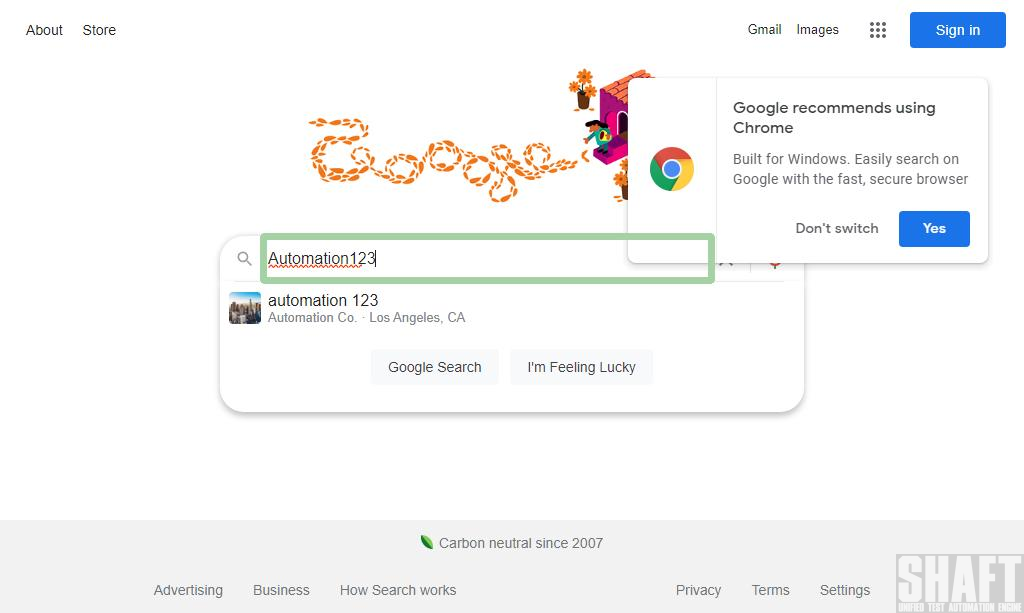 About Store
Gmail Images
Sign in
Google
Google recommends using
Chrome
Built for Windows. Easily search on
Google with the fast, secure browser
Don't switch
Yes
Automation123
automation 123
Automation Co. · Los Angeles, CA
Google Search
I'm Feeling Lucky
Carbon neutral since 2007
Advertising Business How Search works
Privacy Terms Settings
SHAFT
UNIFIED TEST AUTOMATION ENGINE